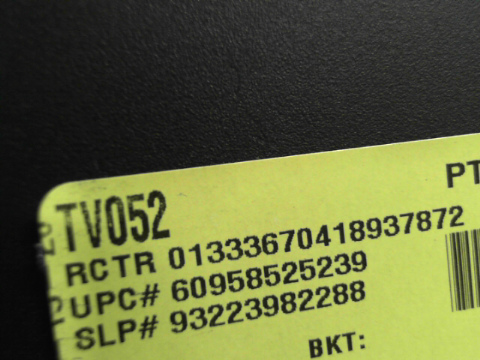 PT
TV052
RCTR 01333670418937872
UPC# 60958525239
SLP# 93223982288
BKT: